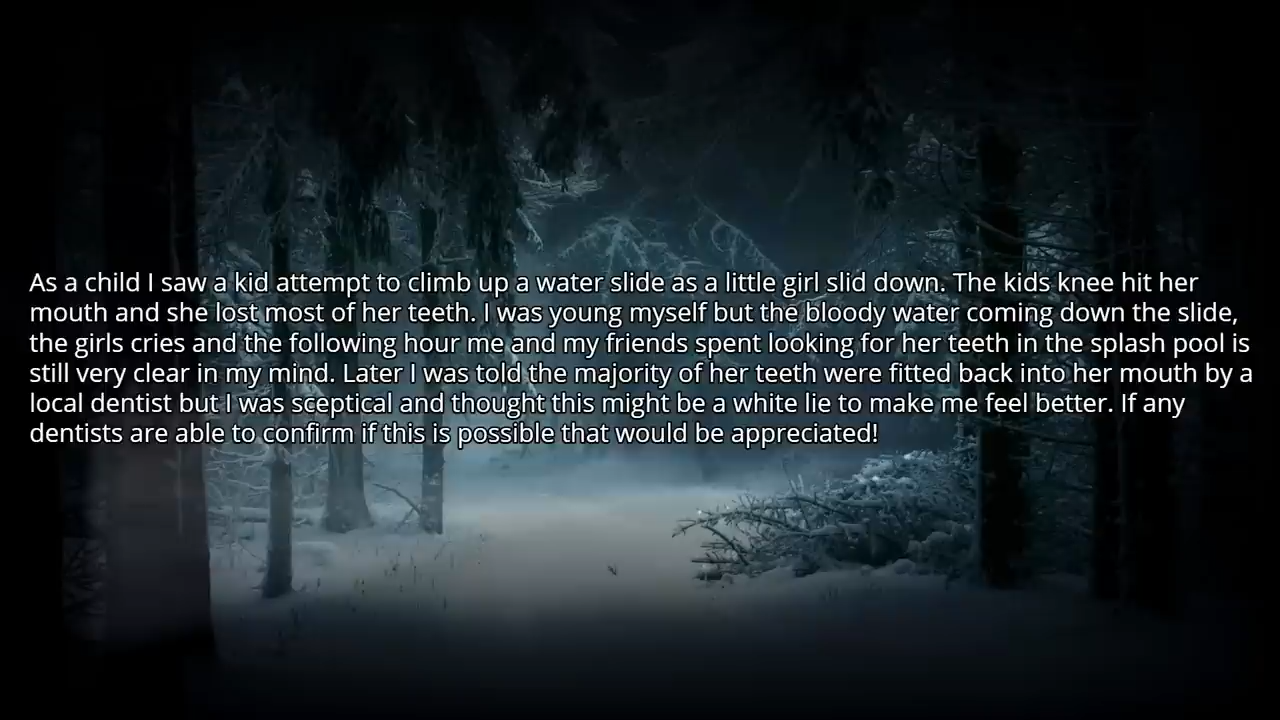 As a child I saw a kid attempt to climb up a water slide as a little girl slid down. The kids knee hit her
mouth and she lost most of her teeth. I was young myself but the bloody water coming down the slide,
the girls cries and the following hour me and my friends spent looking for her teeth in the splash pool is
still very clear in my mind. Later I was told the majority of her teeth were fitted back into her mouth by a
local dentist but I was sceptical and thought this might be a white lie to make me feel better. If any
dentists are able to confirm if this is possible that would be appreciated!